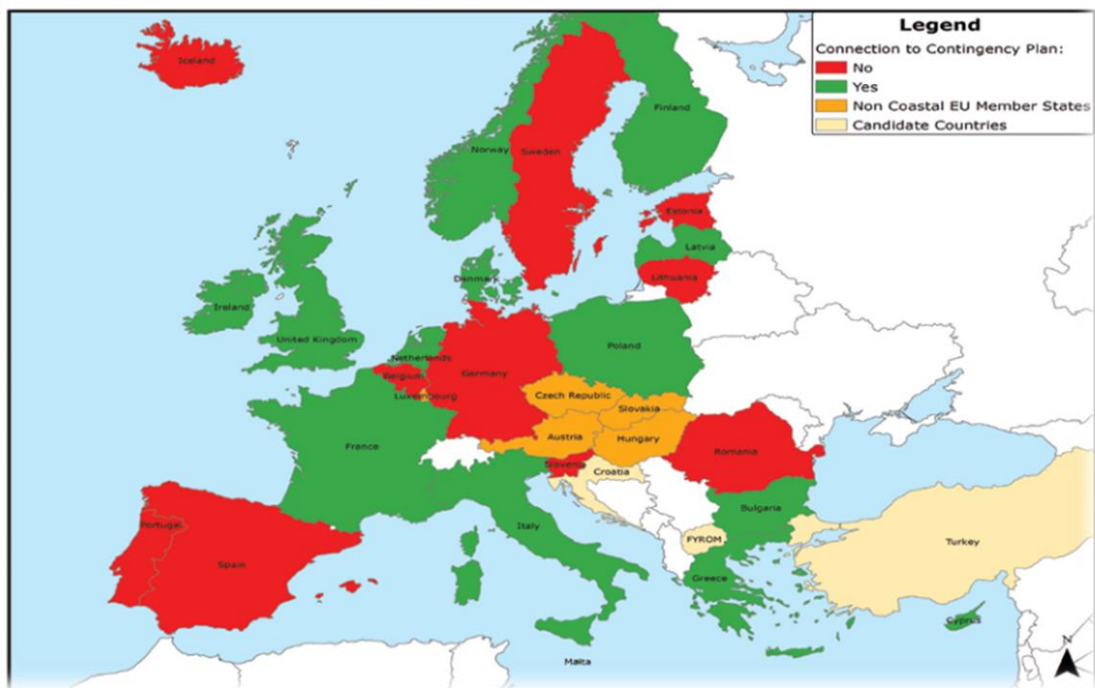 Legend
Connection to Contingency Plan:
No
Yes
Non Coastal EU Member States
Candidate Countries
Iceland
Finland
Norway
Sweden
Estonia
Latvia
Denmark
Lithuania
Ireland
United Kingdom
Netherlands
Poland
Belgium
Germany
Luxembourg
Czech Republic
Slovakia
Austria
Hungary
France
Slovenia
Croatia
Romania
Portugal
Spain
Italy
Bulgaria
FYROM
Turkey
Greece
Cyprus
Malta
N